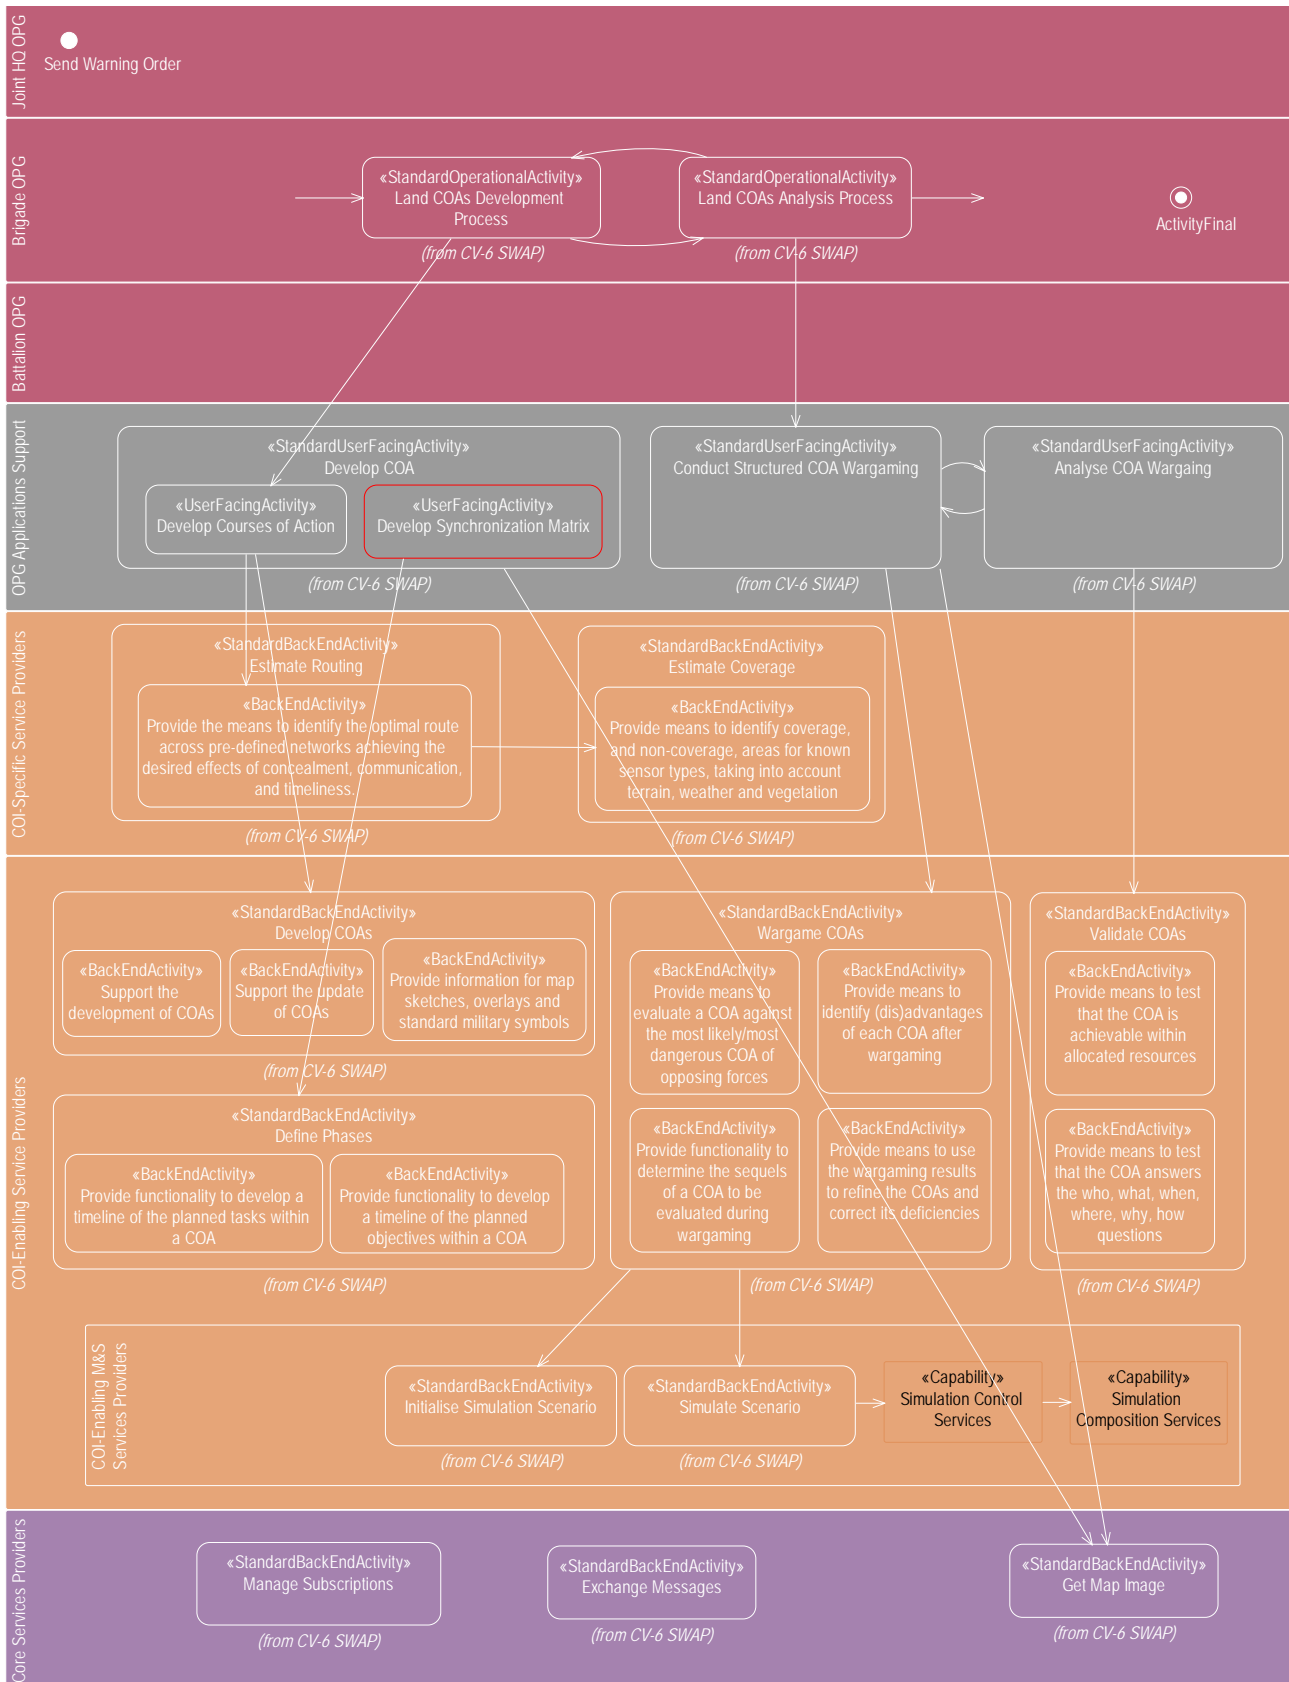 Joint HQ OPG
Send Warning Order
Brigade OPG
«StandardOperationalActivity»
Land COAs Development
Process
(from CV-6 SWAP)
«StandardOperationalActivity»
Land COAs Analysis Process
(from CV-6 SWAP)
ActivityFinal
Battalion OPG
OPG Applications Support
«StandardUserFacingActivity»
Develop COA
«UserFacingActivity»
Develop Courses of Action
«UserFacingActivity»
Develop Synchronization Matrix
(from CV-6 SWAP)
«StandardUserFacingActivity»
Conduct Structured COA Wargaming
(from CV-6 SWAP)
«StandardUserFacingActivity»
Analyse COA Wargaing
(from CV-6 SWAP)
COI-Specific Service Providers
«StandardBackEndActivity»
Estimate Routing
«BackEndActivity»
Provide the means to identify the optimal route
across pre-defined networks achieving the
desired effects of concealment, communication,
and timeliness.
(from CV-6 SWAP)
«StandardBackEndActivity»
Estimate Coverage
«BackEndActivity»
Provide means to identify coverage,
and non-coverage, areas for known
sensor types, taking into account
terrain, weather and vegetation
(from CV-6 SWAP)
COI-Enabling Service Providers
«StandardBackEndActivity»
Develop COAs
«BackEndActivity»
Support the
development of COAs
«BackEndActivity»
Support the update
of COAs
«BackEndActivity»
Provide information for map
sketches, overlays and
standard military symbols
(from CV-6 SWAP)
«StandardBackEndActivity»
Define Phases
«BackEndActivity»
Provide functionality to develop a
timeline of the planned tasks within
a COA
«BackEndActivity»
Provide functionality to develop
a timeline of the planned
objectives within a COA
(from CV-6 SWAP)
«StandardBackEndActivity»
Wargame COAs
«BackEndActivity»
Provide means to
evaluate a COA against
the most likely/most
dangerous COA of
opposing forces
«BackEndActivity»
Provide means to
identify (dis)advantages
of each COA after
wargaming
«BackEndActivity»
Provide functionality to
determine the sequels
of a COA to be
evaluated during
wargaming
«BackEndActivity»
Provide means to use
the wargaming results
to refine the COAs and
correct its deficiencies
(from CV-6 SWAP)
«StandardBackEndActivity»
Validate COAs
«BackEndActivity»
Provide means to test
that the COA is
achievable within
allocated resources
«BackEndActivity»
Provide means to test
that the COA answers
the who, what, when,
where, why, how
questions
(from CV-6 SWAP)
COI-Enabling M&S
Services Providers
«StandardBackEndActivity»
Initialise Simulation Scenario
(from CV-6 SWAP)
«StandardBackEndActivity»
Simulate Scenario
(from CV-6 SWAP)
«Capability»
Simulation Control
Services
«Capability»
Simulation
Composition Services
Core Services Providers
«StandardBackEndActivity»
Manage Subscriptions
(from CV-6 SWAP)
«StandardBackEndActivity»
Exchange Messages
(from CV-6 SWAP)
«StandardBackEndActivity»
Get Map Image
(from CV-6 SWAP)